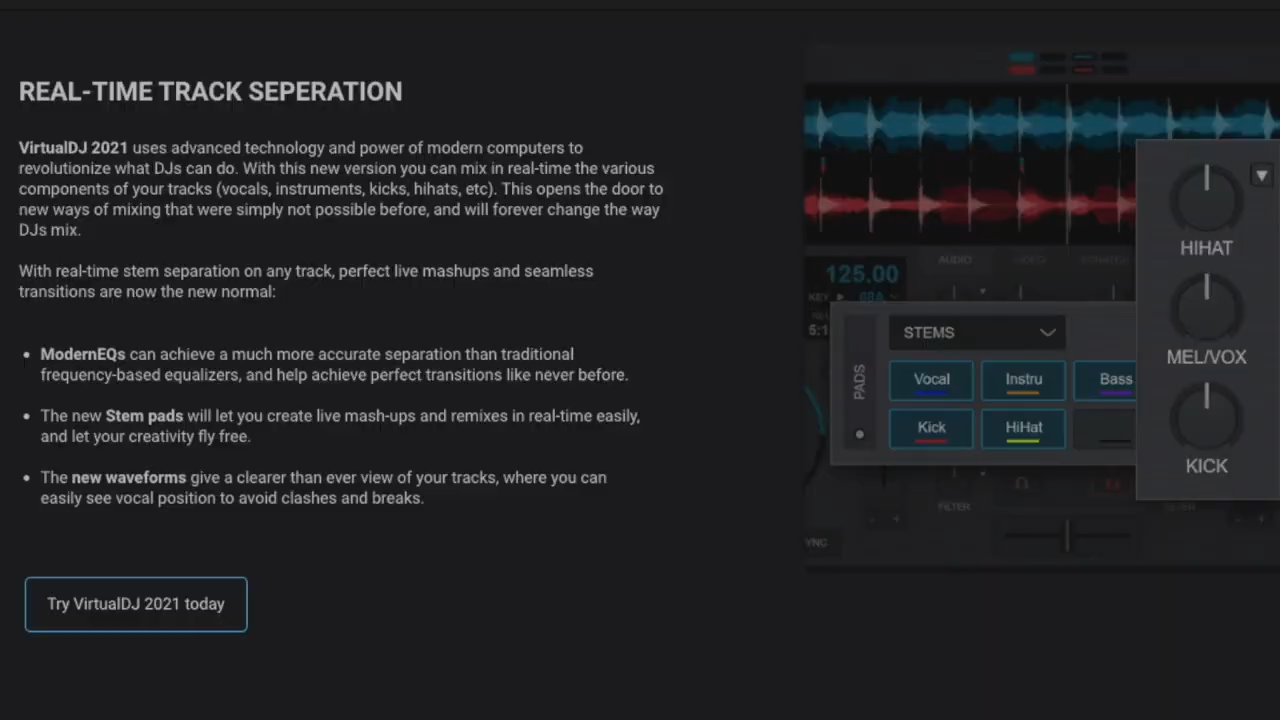 REAL-TIME TRACK SEPERATION
VirtualDJ 2021 uses advanced technology and power of modern computers to
revolutionize what DJs can do. With this new version you can mix in real-time the various
components of your tracks (vocals, instruments, kicks, hihats, etc). This opens the door to
new ways of mixing that were simply not possible before, and will forever change the way
DJs mix.
With real-time stem separation on any track, perfect live mashups and seamless
transitions are now the new normal:
• ModernEQs can achieve a much more accurate separation than traditional
frequency-based equalizers, and help achieve perfect transitions like never before.
• The new Stem pads will let you create live mash-ups and remixes in real-time easily,
and let your creativity fly free.
• The new waveforms give a clearer than ever view of your tracks, where you can
easily see vocal position to avoid clashes and breaks.
Try VirtualDJ 2021 today
AUDIO VIDEO SCRATCH
125.00
KEY
5:1
STEMS
PADS
Vocal Instru Bass
Kick HiHat
FILTER
YNC
HIHAT
MEL/VOX
KICK